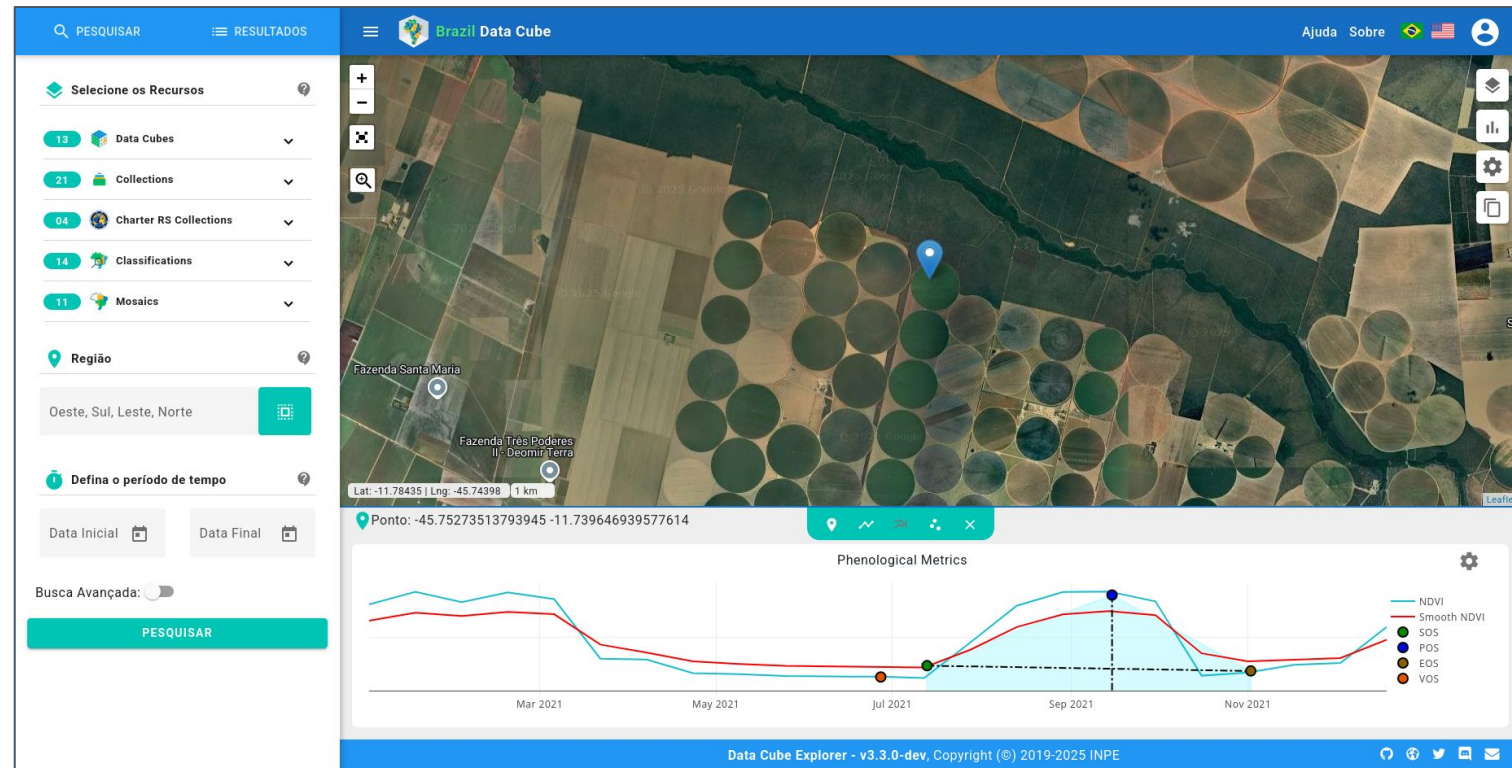 PESQUISAR
RESULTADOS
Brazil Data Cube
Ajuda Sobre
Selecione os Recursos
13 Data Cubes
21 Collections
04 Charter RS Collections
14 Classifications
11 Mosaics
Região
Oeste, Sul, Leste, Norte
Defina o período de tempo
Data Inicial
Data Final
Busca Avançada:
PESQUISAR
+
−
Fazenda Santa Maria
Fazenda Três Poderes
II - Deomir Terra
Lat: -11.78435 | Lng: -45.74398
1 km
Leafle
Ponto: -45.75273513793945 -11.739646939577614
Phenological Metrics
NDVI
Smooth NDVI
SOS
POS
EOS
VOS
Mar 2021
May 2021
Jul 2021
Sep 2021
Nov 2021
Data Cube Explorer - v3.3.0-dev, Copyright (©) 2019-2025 INPE